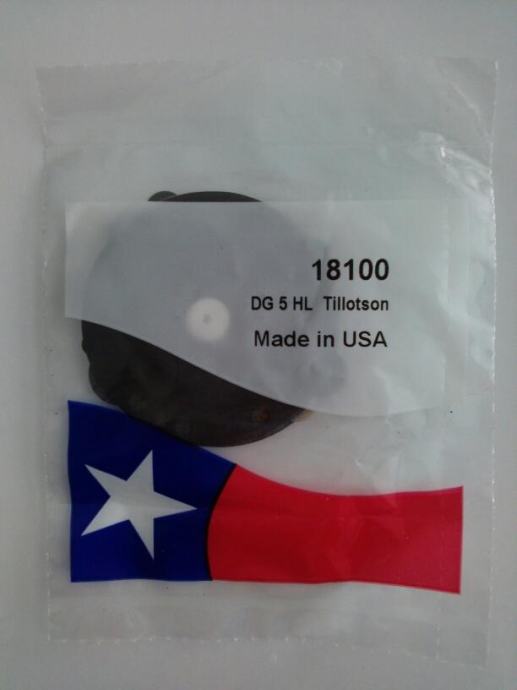 18100
DG 5 HL Tillotson
Made in USA